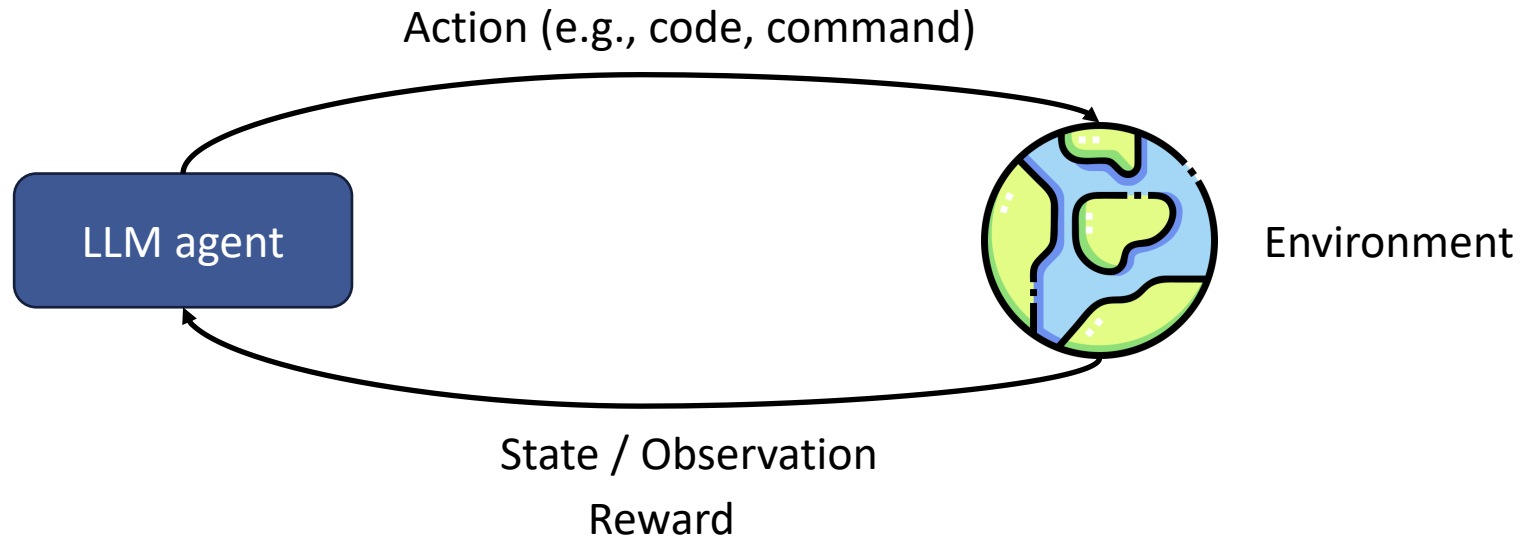 Action (e.g., code, command)
LLM agent
Environment
State / Observation
Reward